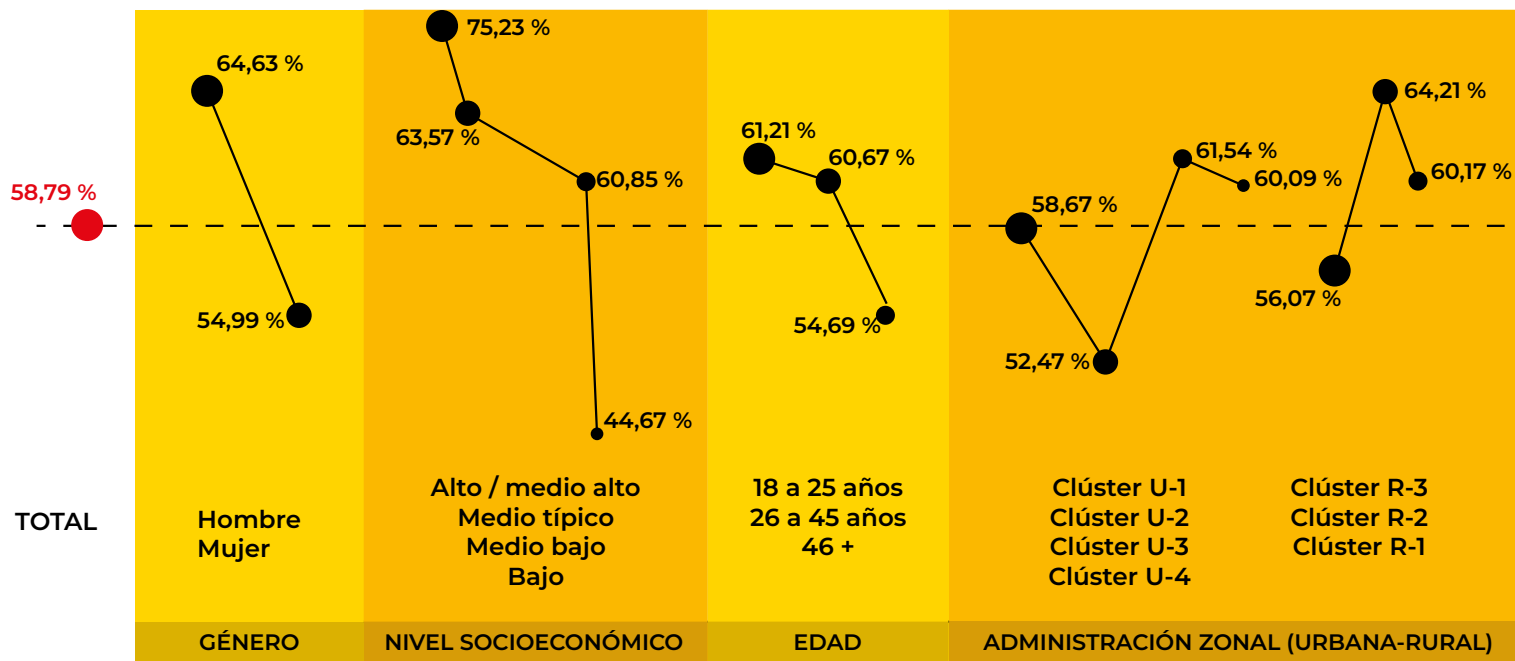 58,79 %
TOTAL
64,63 %
54,99 %
Hombre
Mujer
GÉNERO
75,23 %
63,57 %
60,85 %
44,67 %
Alto / medio alto
Medio típico
Medio bajo
Bajo
NIVEL SOCIOECONÓMICO
61,21 %
60,67 %
54,69 %
18 a 25 años
26 a 45 años
46 +
EDAD
58,67 %
52,47 %
61,54 %
60,09 %
56,07 %
64,21 %
60,17 %
Clúster U-1
Clúster U-2
Clúster U-3
Clúster U-4
Clúster R-3
Clúster R-2
Clúster R-1
ADMINISTRACIÓN ZONAL (URBANA-RURAL)